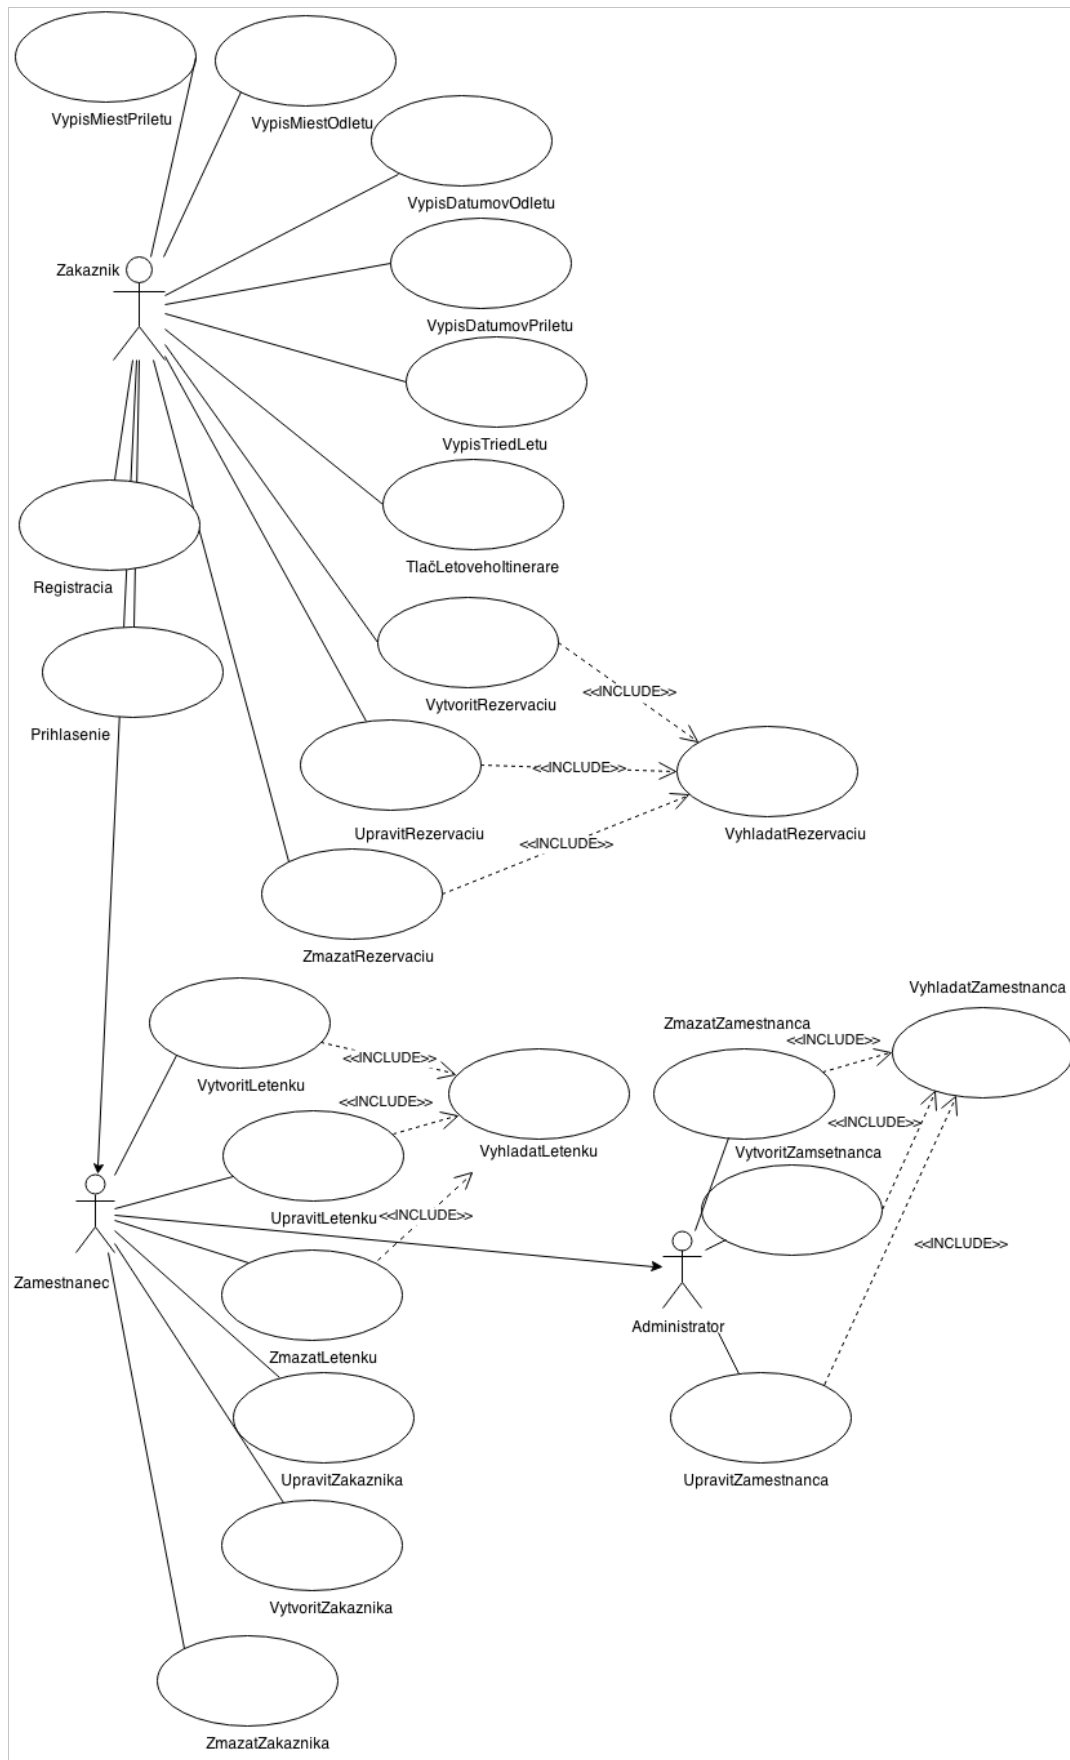 VypisMiestPriletu
VypisMiestOdletu
VypisDatumovOdletu
Zakaznik
VypisDatumovPriletu
VypisTriedLetu
TlačLetovehoItinerare
Registracia
VytvoritRezervaciu
<<INCLUDE>>
Prihlasenie
<<INCLUDE>>
UpravitRezervaciu
VyhladatRezervaciu
<<INCLUDE>>
ZmazatRezervaciu
VyhladatZamestnanca
ZmazatZamestnanca
<<INCLUDE>>
<<INCLUDE>>
VytvoritLetenku
<<INCLUDE>>
<<INCLUDE>>
VyhladatLetenku
VytvoritZamsetnanca
UpravitLetenku
<<INCLUDE>>
<<INCLUDE>>
Zamestnanec
Administrator
ZmazatLetenku
UpravitZakaznika
UpravitZamestnanca
VytvoritZakaznika
ZmazatZakaznika